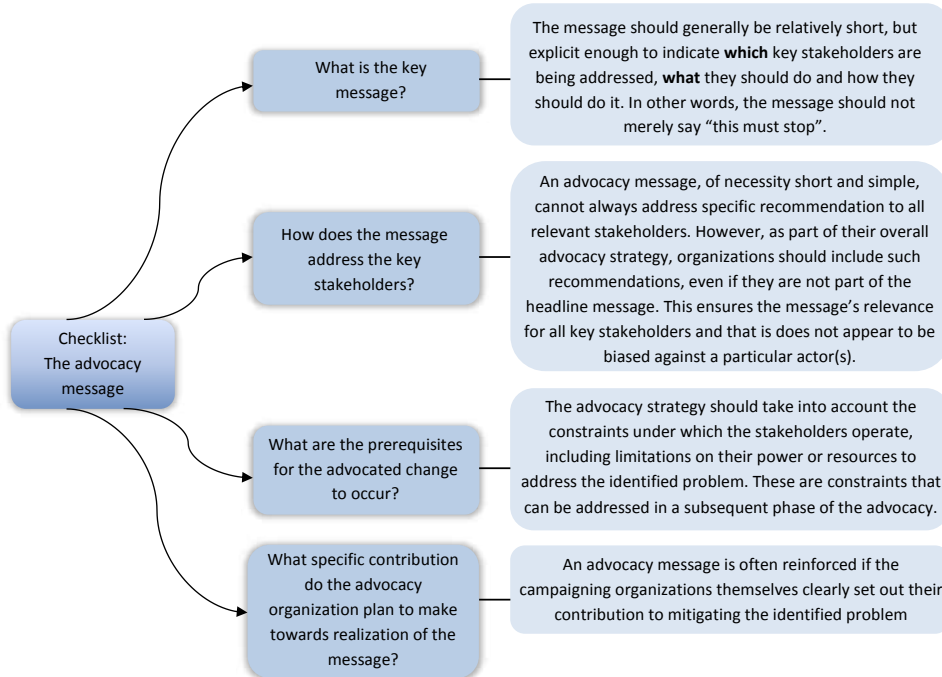 Checklist:
The advocacy
message
What is the key
message?
The message should generally be relatively short, but
explicit enough to indicate which key stakeholders are
being addressed, what they should do and how they
should do it. In other words, the message should not
merely say “this must stop”.
How does the message
address the key
stakeholders?
An advocacy message, of necessity short and simple,
cannot always address specific recommendation to all
relevant stakeholders. However, as part of their overall
advocacy strategy, organizations should include such
recommendations, even if they are not part of the
headline message. This ensures the message’s relevance
for all key stakeholders and that is does not appear to be
biased against a particular actor(s).
What are the prerequisites
for the advocated change
to occur?
The advocacy strategy should take into account the
constraints under which the stakeholders operate,
including limitations on their power or resources to
address the identified problem. These are constraints that
can be addressed in a subsequent phase of the advocacy.
What specific contribution
do the advocacy
organization plan to make
towards realization of the
message?
An advocacy message is often reinforced if the
campaigning organizations themselves clearly set out their
contribution to mitigating the identified problem